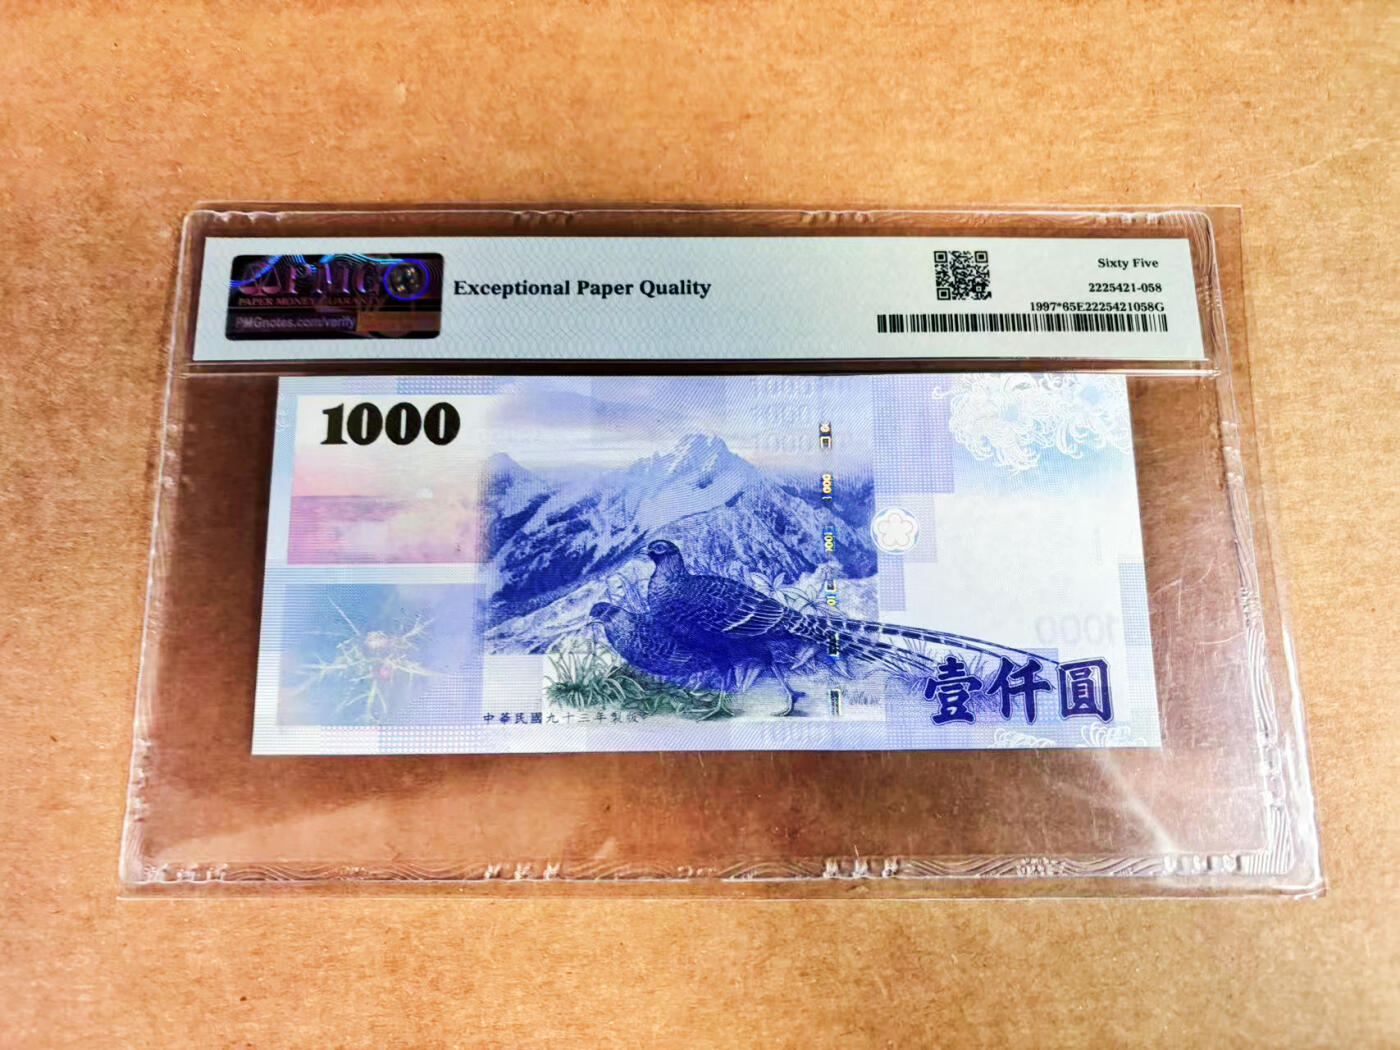 PMG
PAPER MONEY GUARANTY
PMGnotes.com/verify
Exceptional Paper Quality
Sixty Five
2225421-058
1997*65E2225421058G
1000
中華民國九十三年製版
壹仟圓
1000